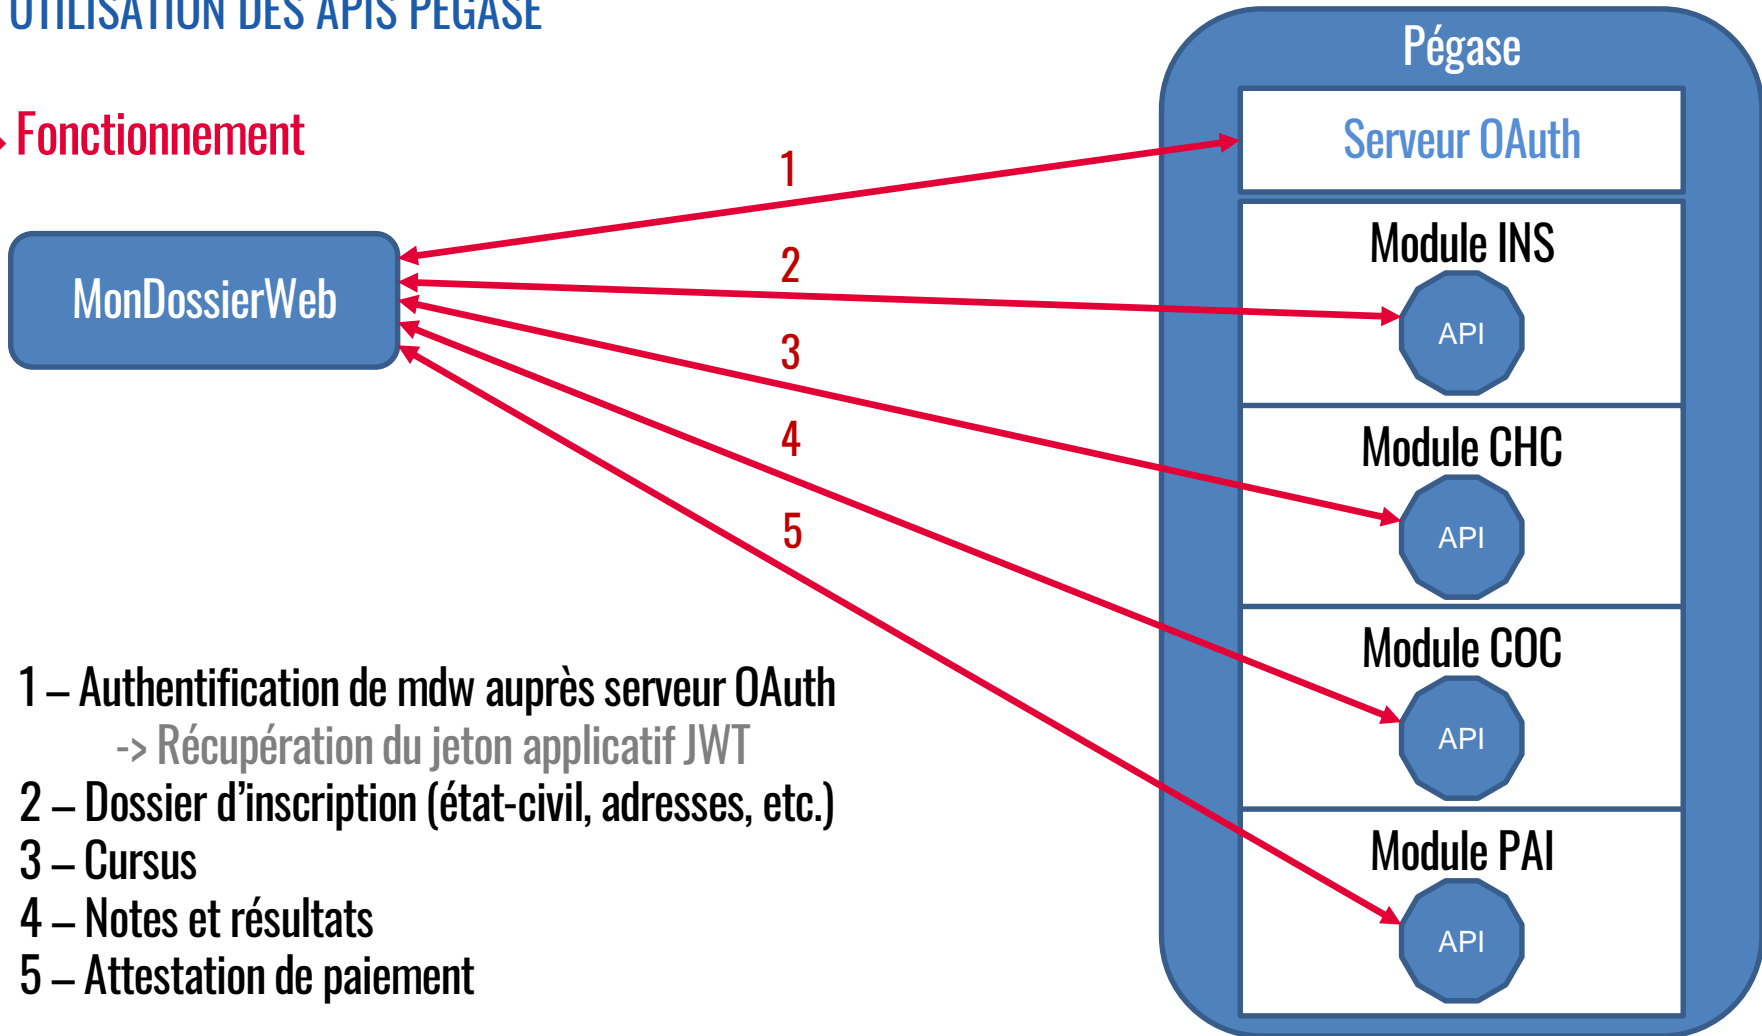 UTILISATION DES APIS PEGASE
Fonctionnement
MonDossierWeb
1
2
3
4
5
Pégase
Serveur OAuth
Module INS
API
Module CHC
API
Module COC
API
Module PAI
API
1 – Authentification de mdw auprès serveur OAuth
-> Récupération du jeton applicatif JWT
2 – Dossier d’inscription (état-civil, adresses, etc.)
3 – Cursus
4 – Notes et résultats
5 – Attestation de paiement